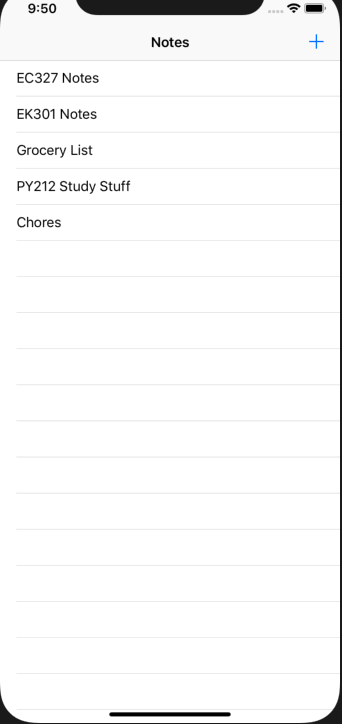 9:50
Notes
EC327 Notes
EK301 Notes
Grocery List
PY212 Study Stuff
Chores